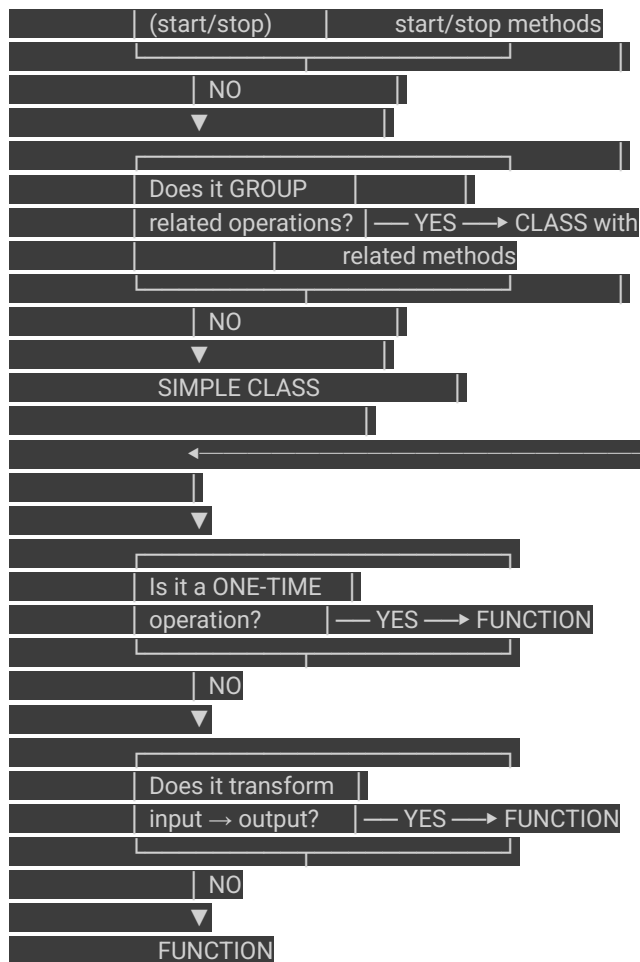 │ (start/stop) │ start/stop methods
└───────────┬──────────────┘ │
│ NO │
▼ │
┌──────────────────────────┐ │
│ Does it GROUP │ │
│ related operations? │── YES ──► CLASS with
│ │ related methods
└───────────┬──────────────┘ │
│ NO │
▼ │
SIMPLE CLASS │
│
◄──────────────────────────────
│
▼
┌──────────────────────────┐
│ Is it a ONE-TIME │
│ operation? │── YES ──► FUNCTION
└───────────┬──────────────┘
│ NO
▼
┌──────────────────────────┐
│ Does it transform │
│ input → output? │── YES ──► FUNCTION
└───────────┬──────────────┘
│ NO
▼
FUNCTION